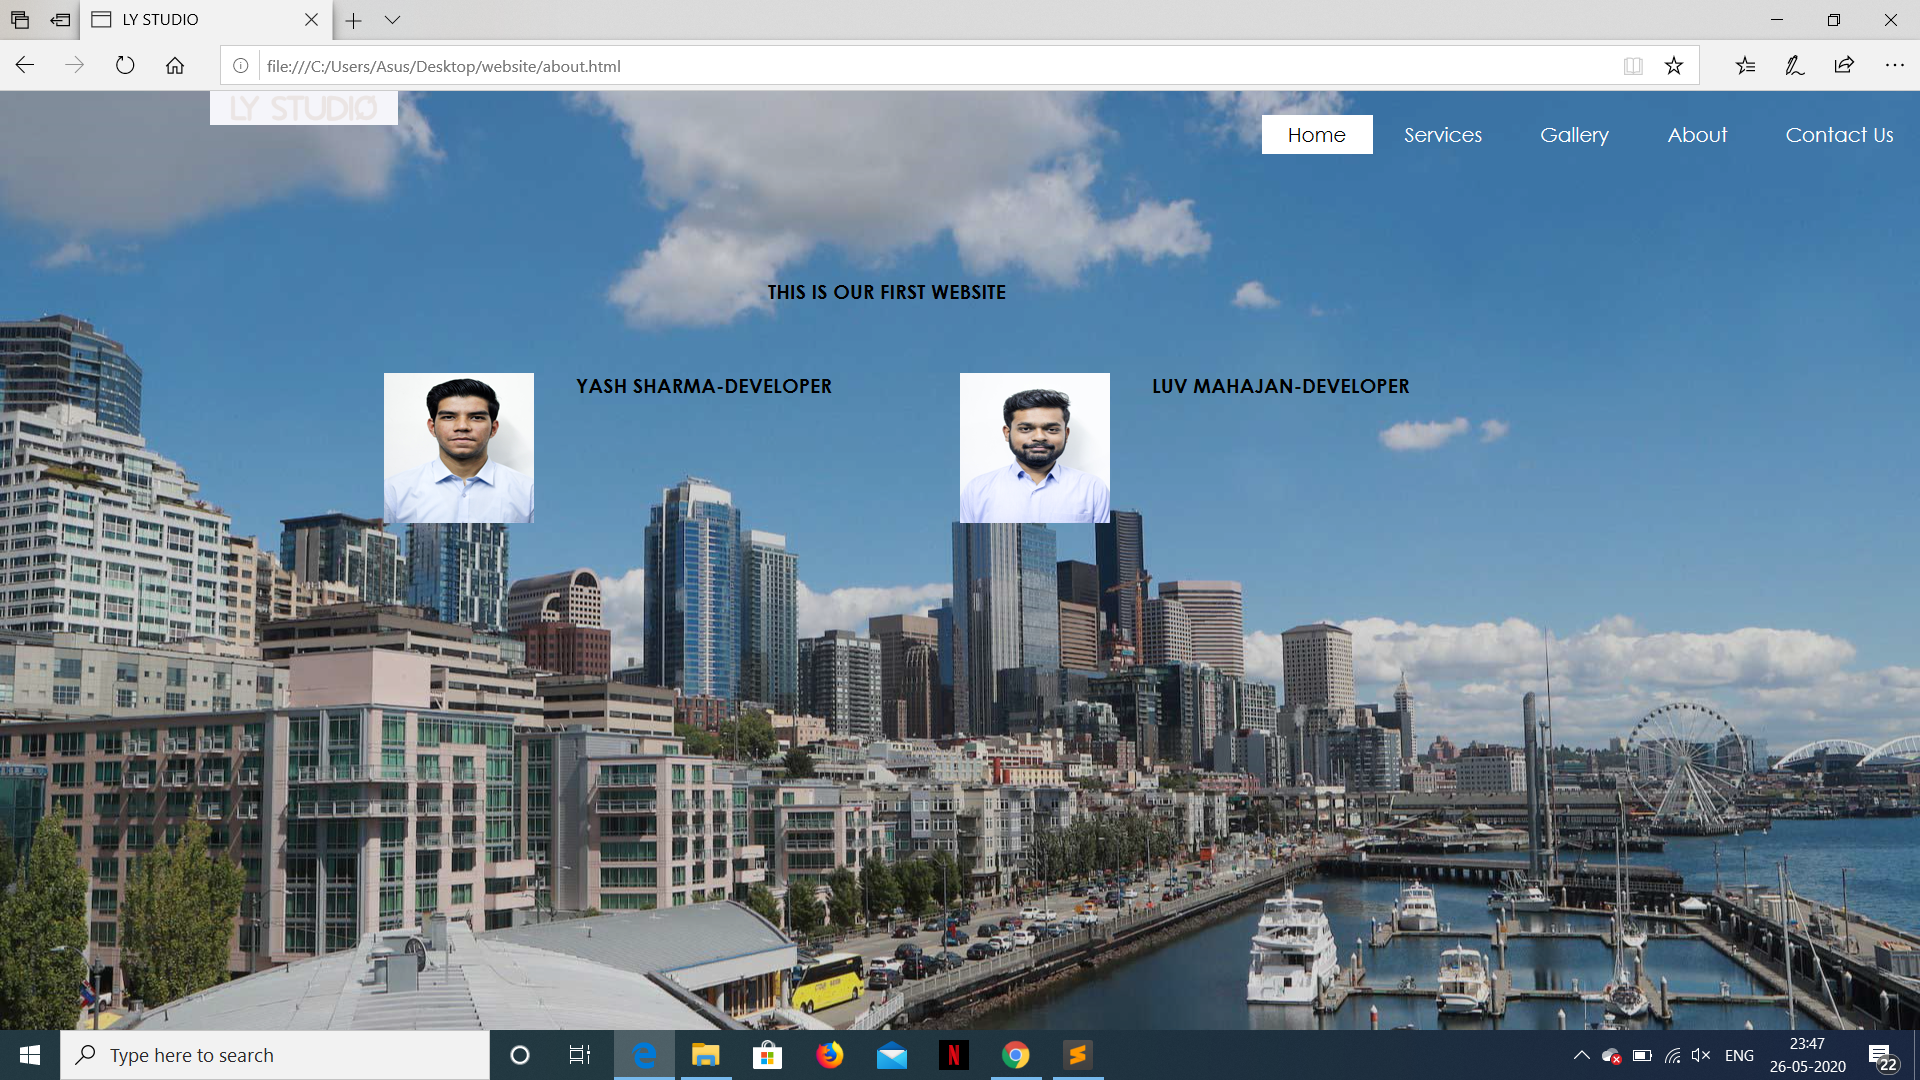 LY STUDIO
file:///C:/Users/Asus/Desktop/website/about.html
LY STUDIO
Home Services Gallery About Contact Us
THIS IS OUR FIRST WEBSITE
YASH SHARMA-DEVELOPER
LUV MAHAJAN-DEVELOPER
Type here to search
ENG
23:47
26-05-2020
22